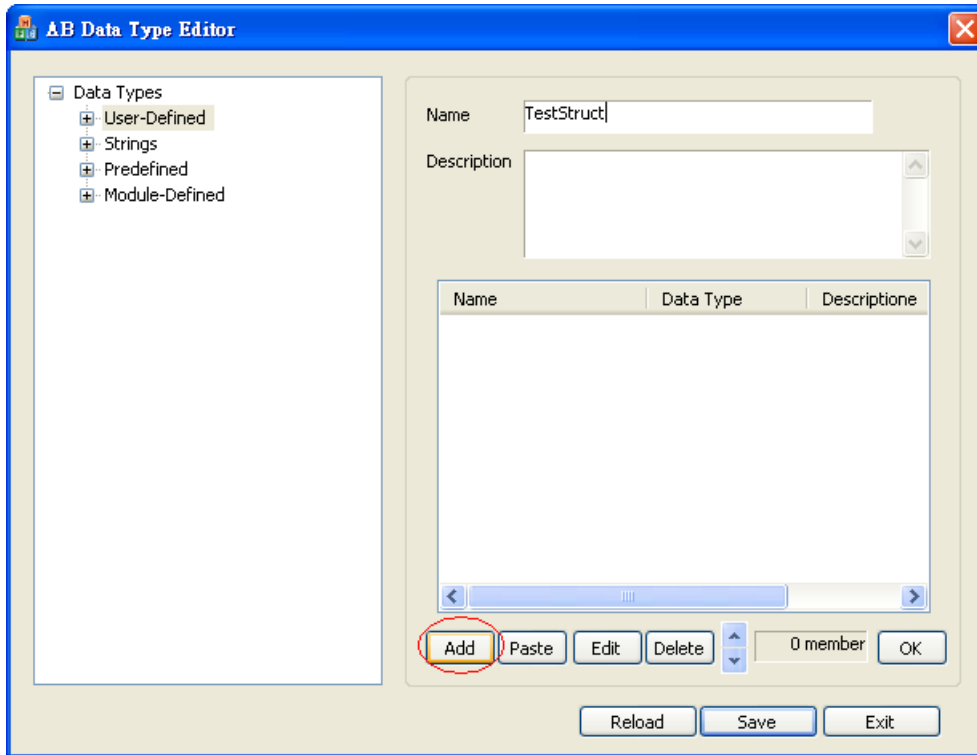 AB Data Type Editor
Data Types
User-Defined
Strings
Predefined
Module-Defined
Name TestStruct
Description
Name Data Type Descriptione
Add Paste Edit Delete 0 member OK
Reload Save Exit